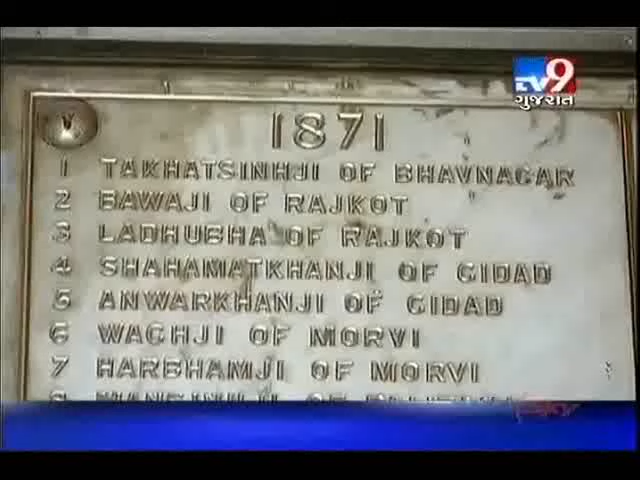 TV9
ગુજરાત
1871
1 TAKHATSINHJI OF BHAVNAGAR
2 BAWAJI OF RAJKOT
3 LADHUBHA OF RAJKOT
4 SHAHAMATKHANJI OF GIDAD
5 ANWARKHANJI OF GIDAD
6 WAGHJI OF MORVI
7 HARBHAMJI OF MORVI